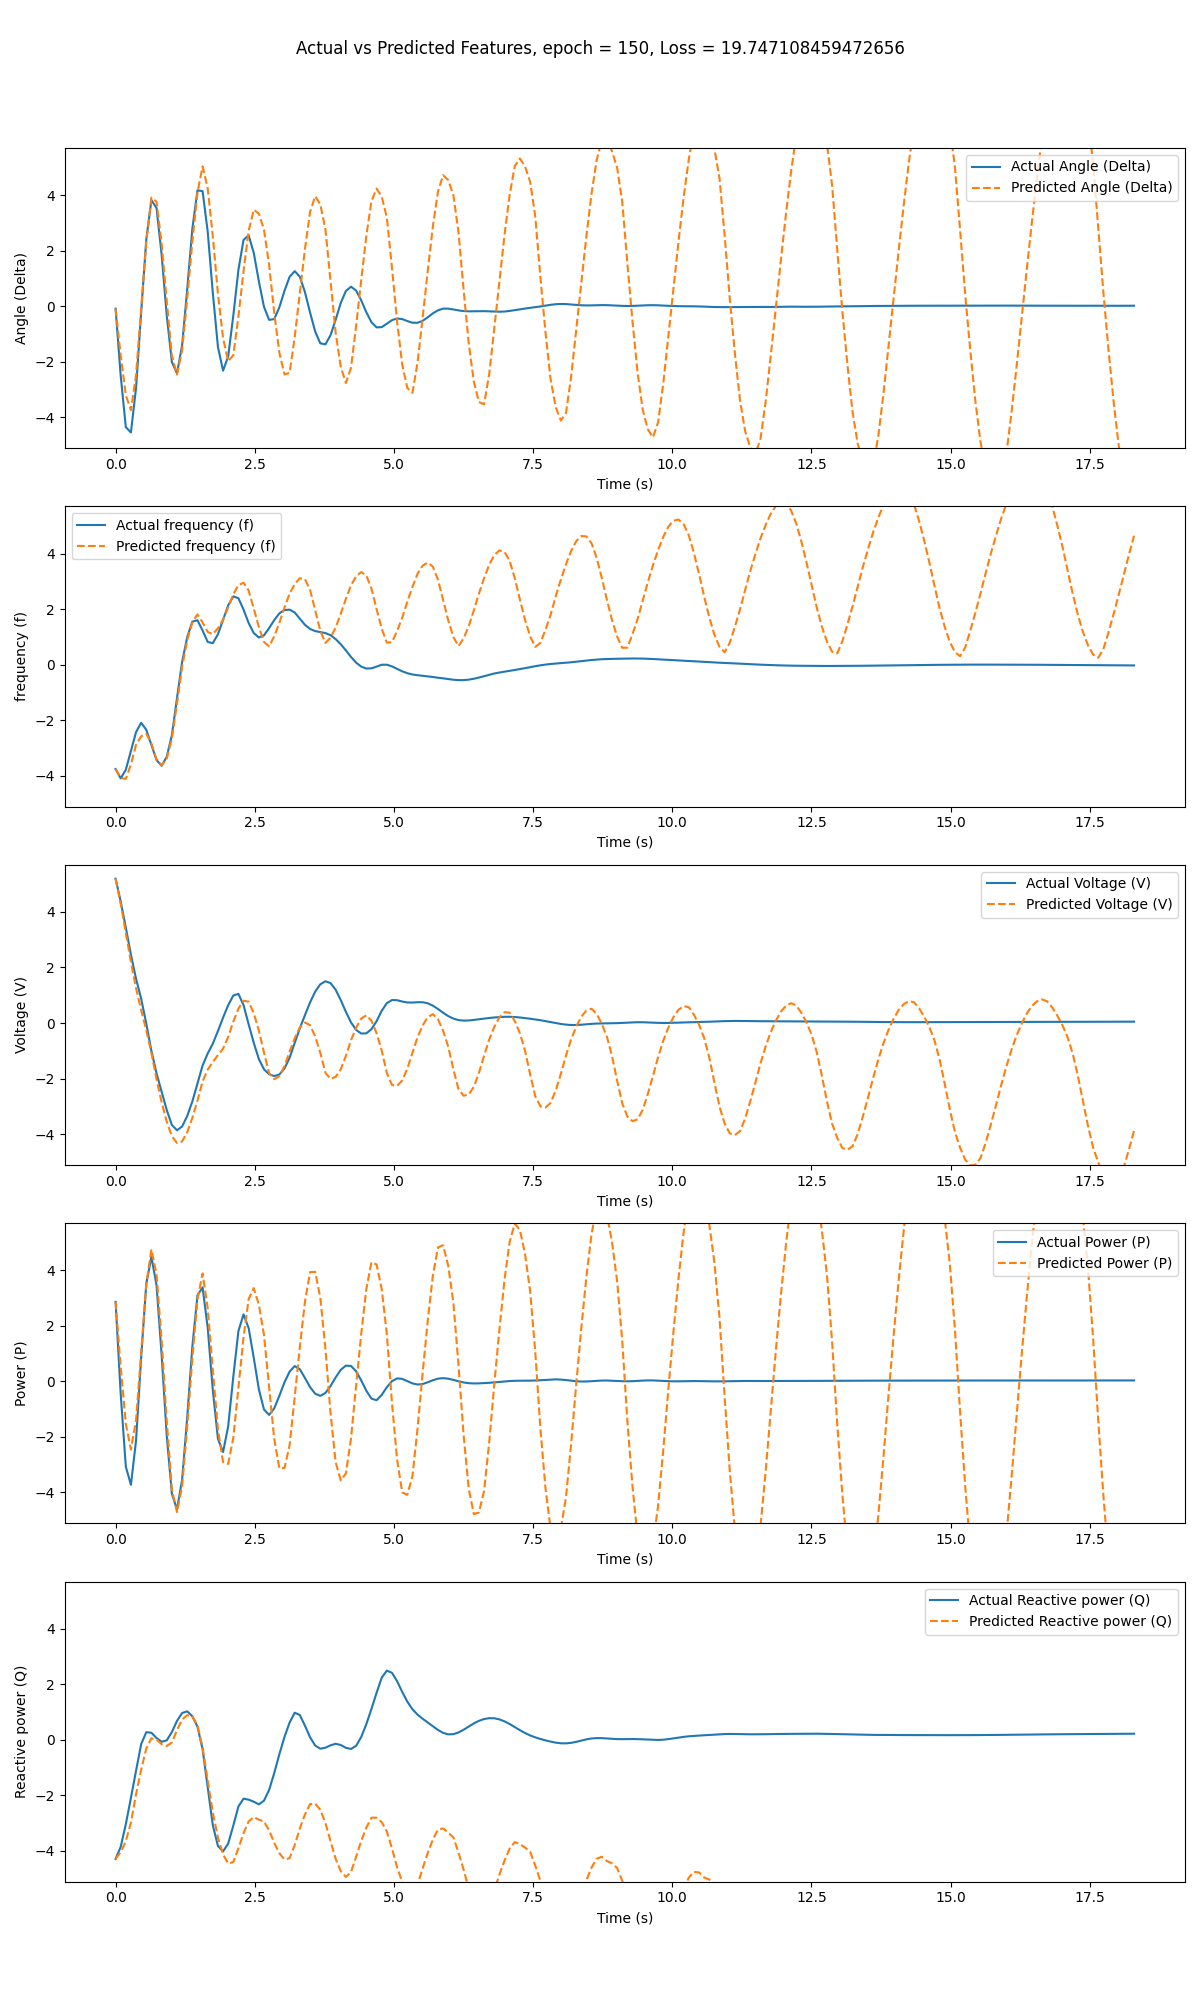 Actual vs Predicted Features, epoch = 150, Loss = 19.747108459472656
Actual Angle (Delta)
Predicted Angle (Delta)
Angle (Delta)
4
2
0
−2
−4
0.0 2.5 5.0 7.5 10.0 12.5 15.0 17.5
Time (s)
Actual frequency (f)
Predicted frequency (f)
frequency (f)
4
2
0
−2
−4
0.0 2.5 5.0 7.5 10.0 12.5 15.0 17.5
Time (s)
Actual Voltage (V)
Predicted Voltage (V)
Voltage (V)
4
2
0
−2
−4
0.0 2.5 5.0 7.5 10.0 12.5 15.0 17.5
Time (s)
Actual Power (P)
Predicted Power (P)
Power (P)
4
2
0
−2
−4
0.0 2.5 5.0 7.5 10.0 12.5 15.0 17.5
Time (s)
Actual Reactive power (Q)
Predicted Reactive power (Q)
Reactive power (Q)
4
2
0
−2
−4
0.0 2.5 5.0 7.5 10.0 12.5 15.0 17.5
Time (s)